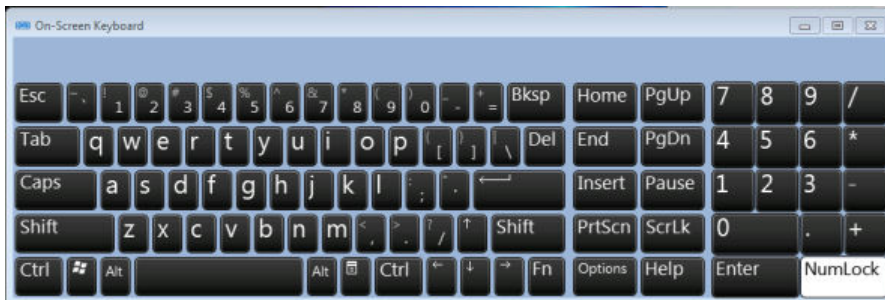 On-Screen Keyboard
Esc ~ ` ! 1 @ 2 # 3 $ 4 % 5 ^ 6 & 7 * 8 ( 9 ) 0 _ - + = Bksp Home PgUp 7 8 9 /
Tab q w e r t y u i o p { [ } ] | \ Del End PgDn 4 5 6 *
Caps a s d f g h j k l : ; " ' Insert Pause 1 2 3 -
Shift z x c v b n m < , > . ? / ↑ Shift PrtScn ScrLk 0 . +
Ctrl Alt Alt Ctrl ← ↓ → Fn Options Help Enter NumLock